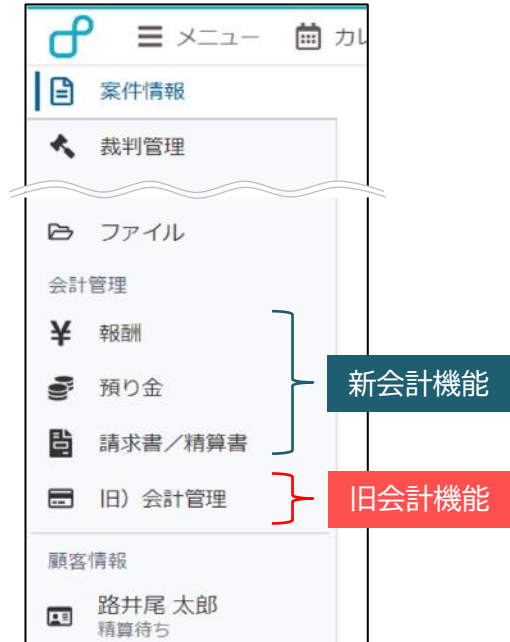 メニュー カレ
案件情報
裁判管理
ファイル
会計管理
報酬
預り金
請求書／精算書
旧）会計管理
新会計機能
旧会計機能
顧客情報
路井尾 太郎
精算待ち